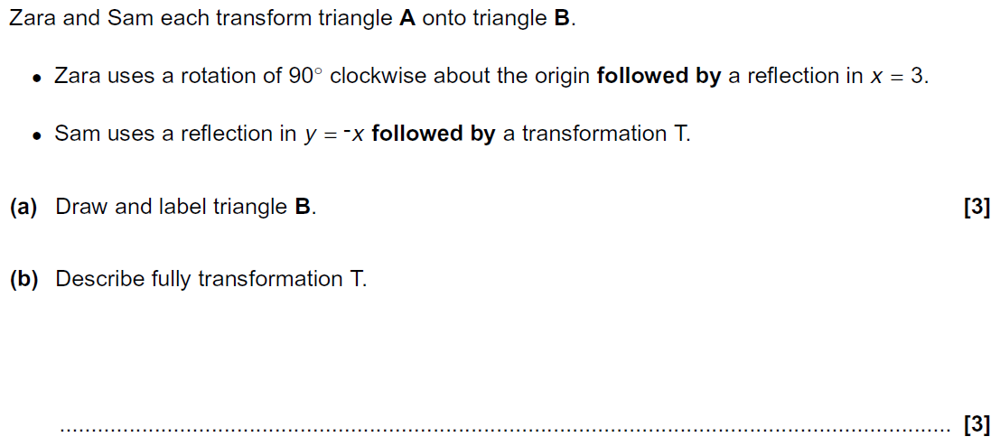 Zara and Sam each transform triangle A onto triangle B.
• Zara uses a rotation of 90° clockwise about the origin followed by a reflection in x = 3.
• Sam uses a reflection in y = -x followed by a transformation T.
(a) Draw and label triangle B. [3]
(b) Describe fully transformation T.
.................................................................................................................................................. [3]